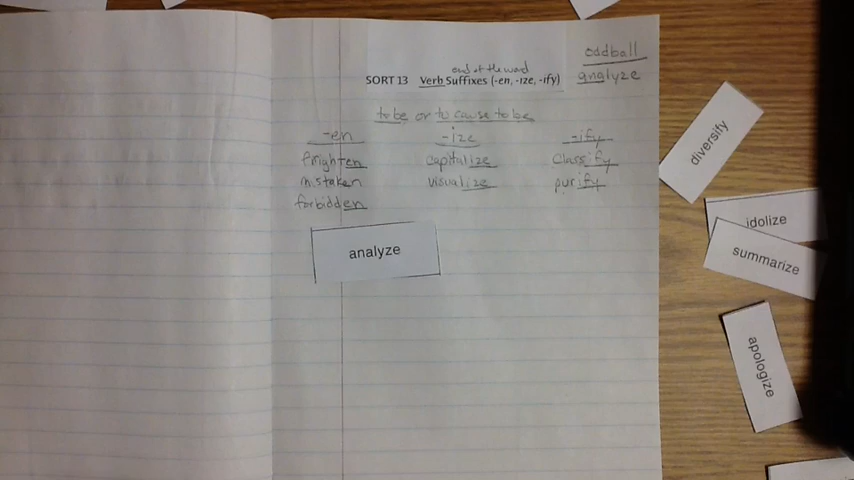 oddball
analyze
end of the word
SORT 13 Verb Suffixes (-en, -ize, -ify)
to be or to cause to be
-en -ize -ify
frighten capitalize classify
mistaken visualize purify
forbidden
analyze
diversify
idolize
summarize
apologize